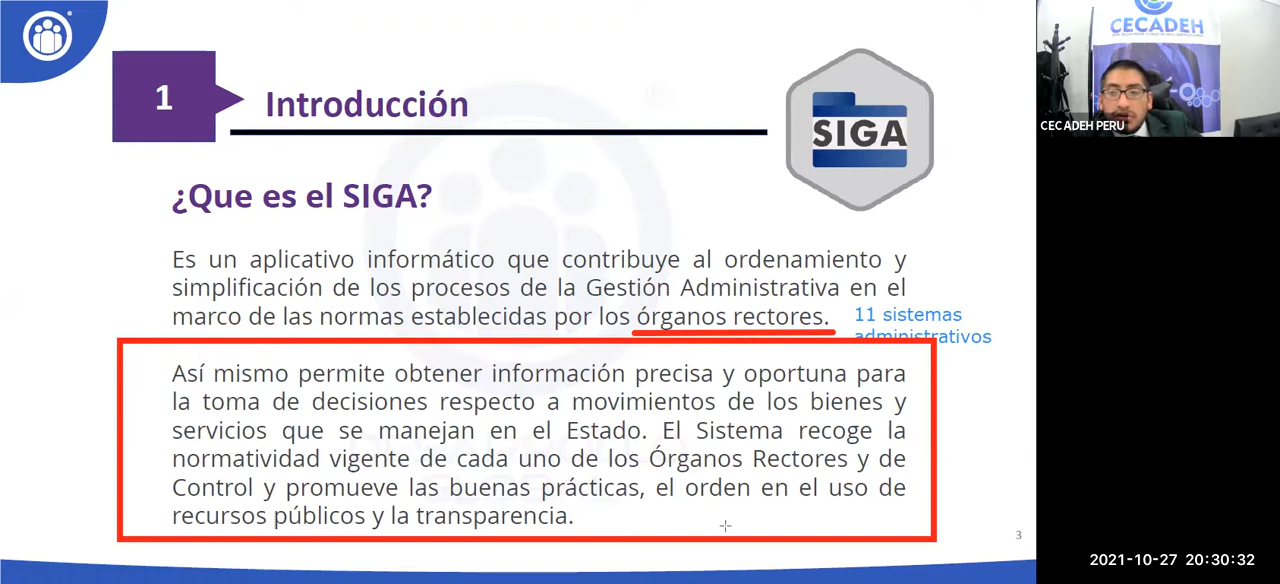 1
Introducción
SIGA
¿Que es el SIGA?
Es un aplicativo informático que contribuye al ordenamiento y
simplificación de los procesos de la Gestión Administrativa en el
marco de las normas establecidas por los órganos rectores.
11 sistemas
administrativos
Así mismo permite obtener información precisa y oportuna para
la toma de decisiones respecto a movimientos de los bienes y
servicios que se manejan en el Estado. El Sistema recoge la
normatividad vigente de cada uno de los Órganos Rectores y de
Control y promueve las buenas prácticas, el orden en el uso de
recursos públicos y la transparencia.
3
CECADEH
CECADEH PERU
2021-10-27 20:30:32